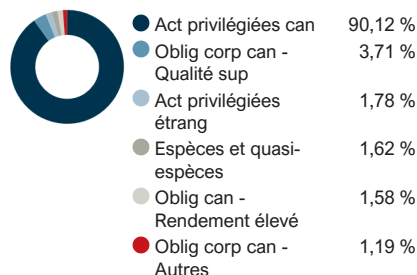 Act privilégiées can 90,12 %
Oblig corp can - 3,71 %
Qualité sup
Act privilégiées 1,78 %
étrang
Espèces et quasi- 1,62 %
espèces
Oblig can - 1,58 %
Rendement élevé
Oblig corp can - 1,19 %
Autres